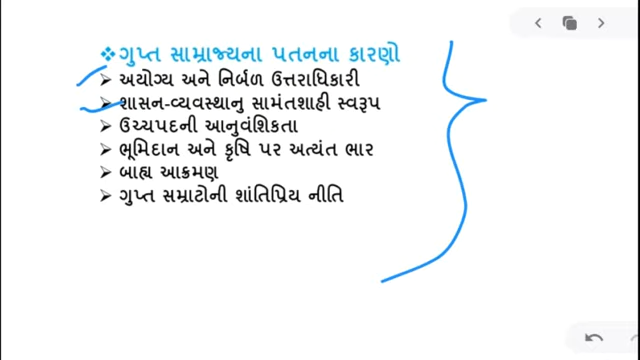 ❖ગુપ્ત સામ્રાજ્યના પતનના કારણો
➢ અયોગ્ય અને નિર્બળ ઉત્તરાધિકારી
➢ શાસન-વ્યવસ્થાનુ સામંતશાહી સ્વરૂપ
➢ ઉચ્ચપદની આનુવંશિકતા
➢ ભૂમિદાન અને કૃષિ પર અત્યંત ભાર
➢ બાહ્ય આક્રમણ
➢ ગુપ્ત સમ્રાટોની શાંતિપ્રિય નીતિ